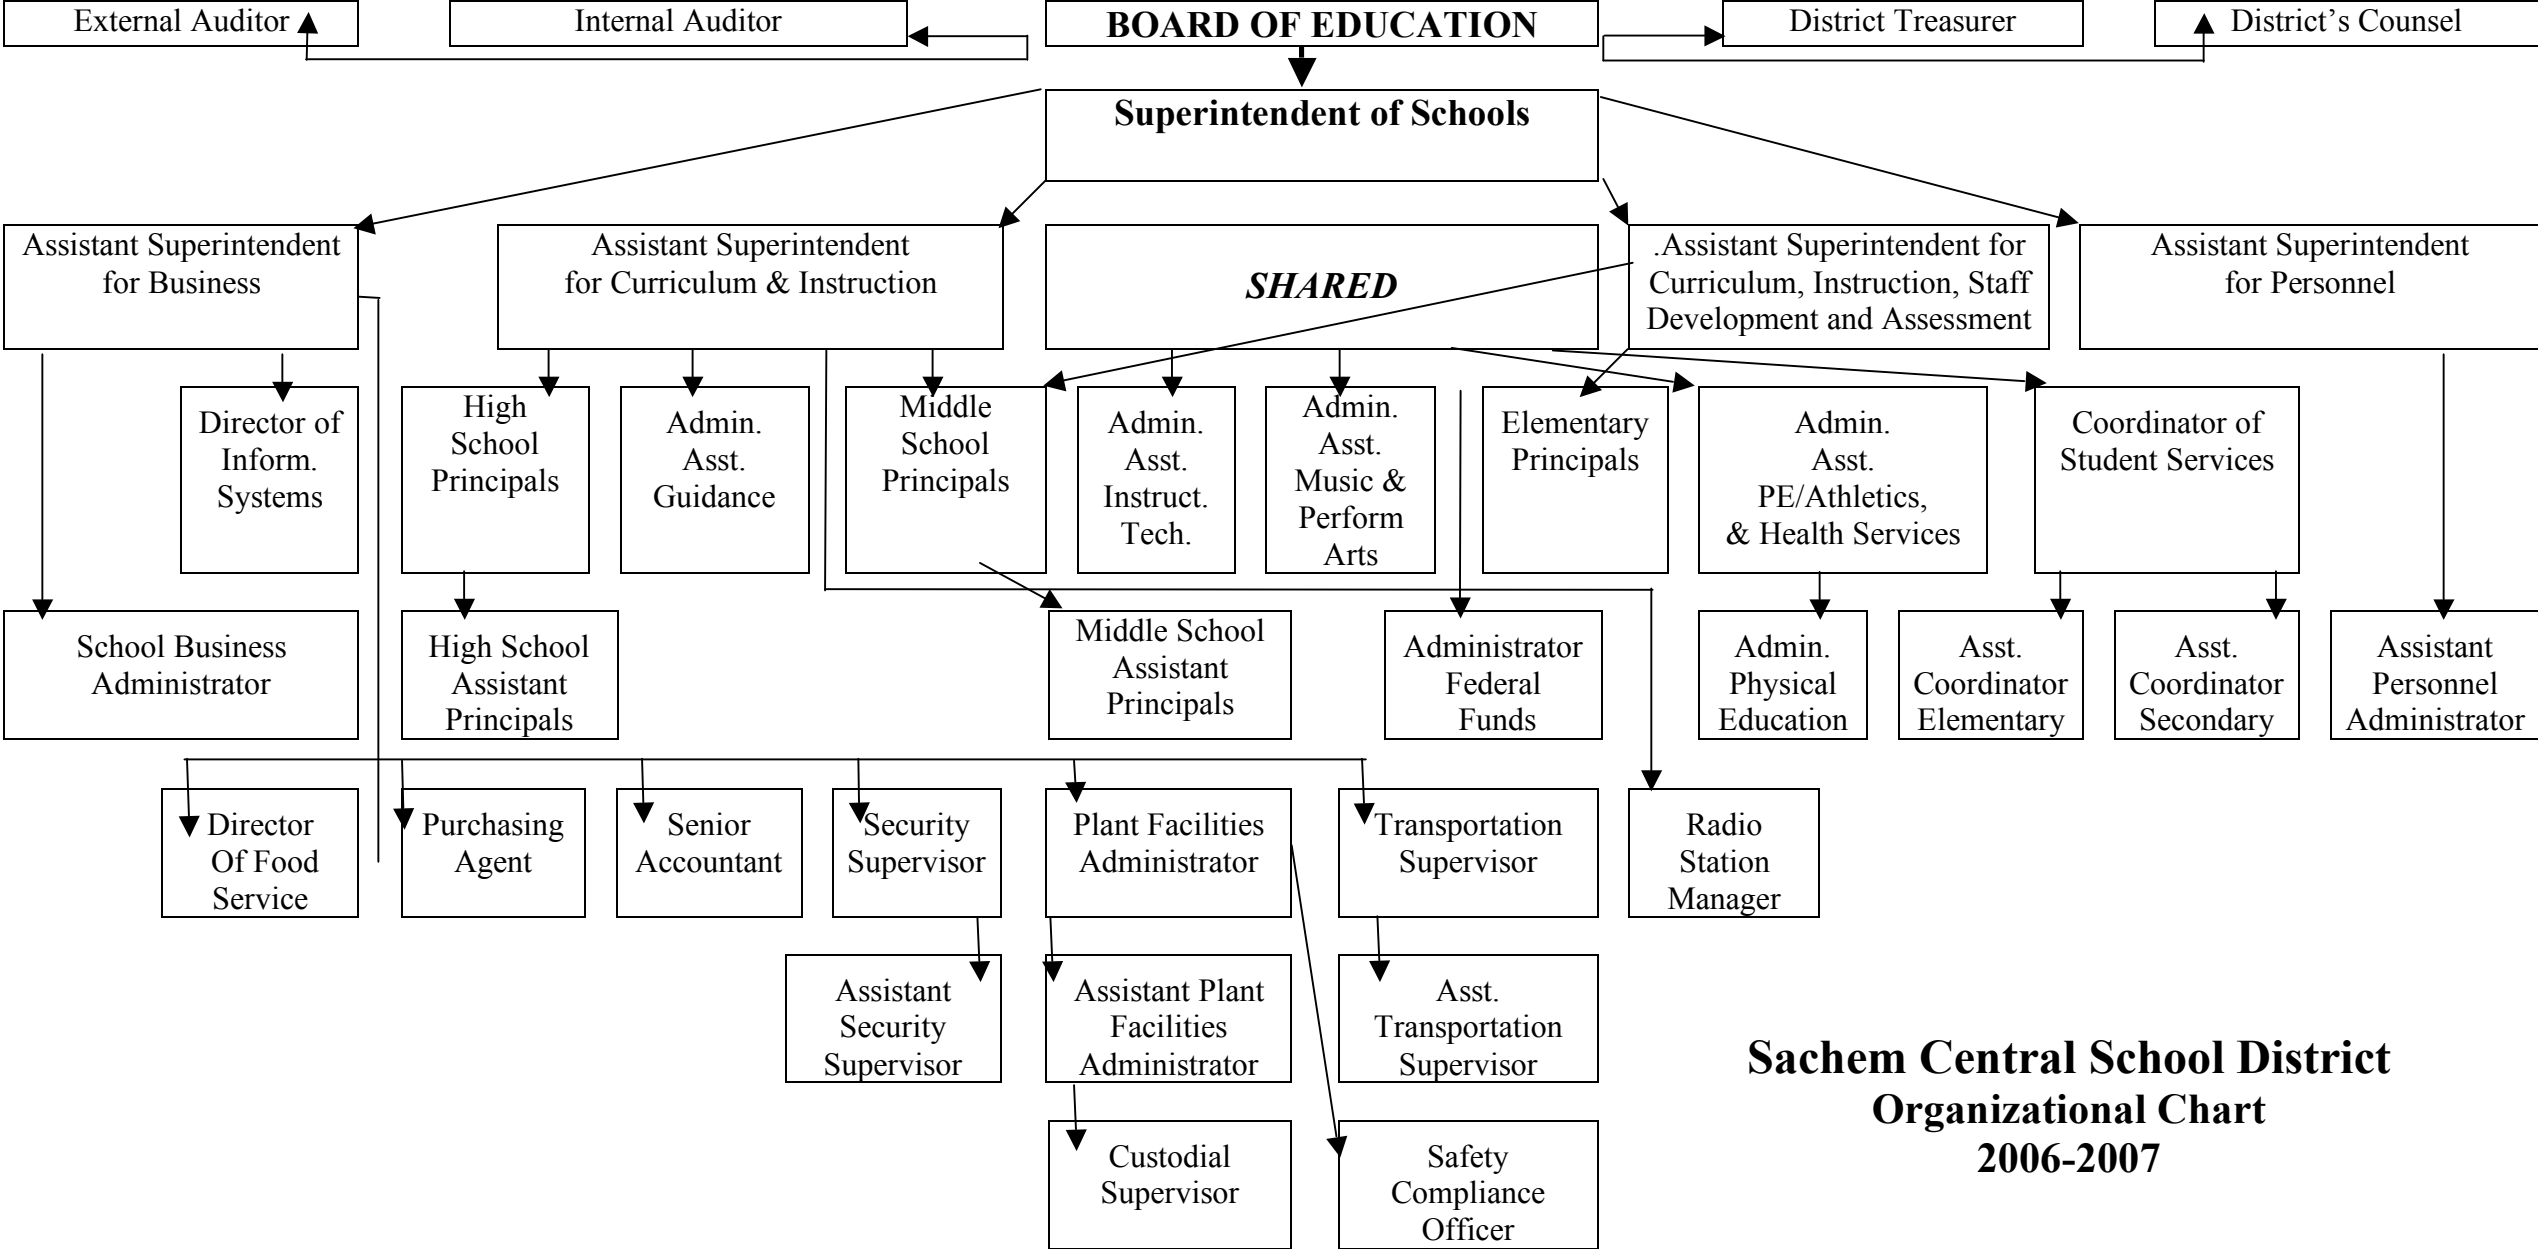 External Auditor
Internal Auditor
BOARD OF EDUCATION
District Treasurer
District’s Counsel
Superintendent of Schools
Assistant Superintendent
for Business
Assistant Superintendent
for Curriculum & Instruction
SHARED
.Assistant Superintendent for
Curriculum, Instruction, Staff
Development and Assessment
Assistant Superintendent
for Personnel
Director of
Inform.
Systems
High
School
Principals
Admin.
Asst.
Guidance
Middle
School
Principals
Admin.
Asst.
Instruct.
Tech.
Admin.
Asst.
Music &
Perform
Arts
Elementary
Principals
Admin.
Asst.
PE/Athletics,
& Health Services
Coordinator of
Student Services
School Business
Administrator
High School
Assistant
Principals
Middle School
Assistant
Principals
Administrator
Federal
Funds
Admin.
Physical
Education
Asst.
Coordinator
Elementary
Asst.
Coordinator
Secondary
Assistant
Personnel
Administrator
Director
Of Food
Service
Purchasing
Agent
Senior
Accountant
Security
Supervisor
Plant Facilities
Administrator
Transportation
Supervisor
Radio
Station
Manager
Assistant
Security
Supervisor
Assistant Plant
Facilities
Administrator
Asst.
Transportation
Supervisor
Custodial
Supervisor
Safety
Compliance
Officer
Sachem Central School District
Organizational Chart
2006-2007